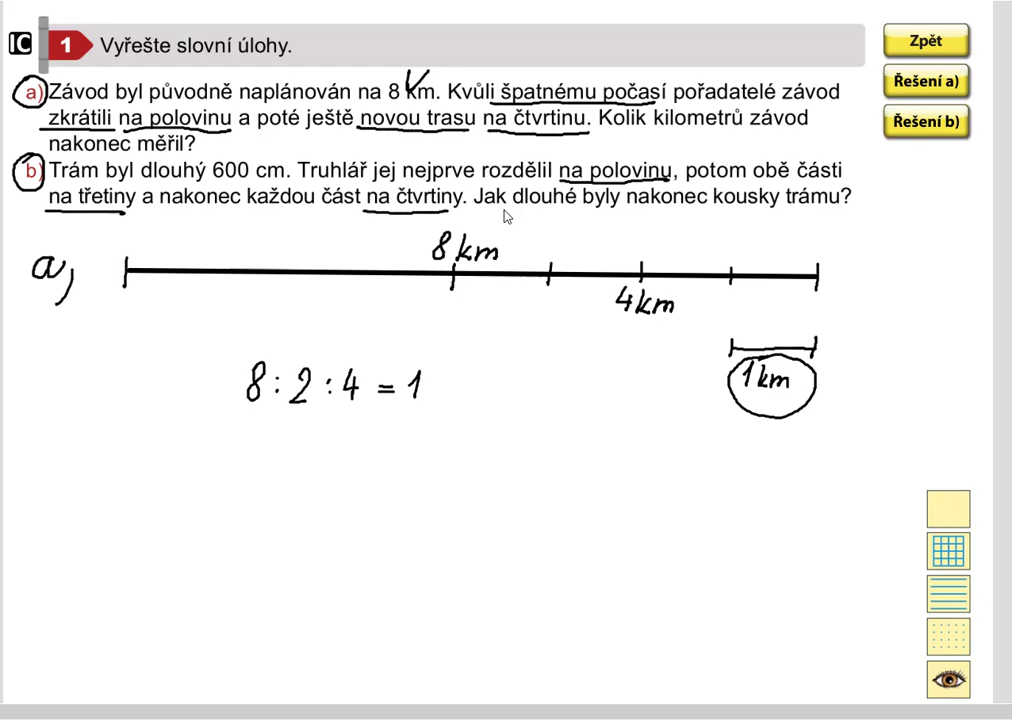 IC
1 Vyřešte slovní úlohy.
Zpět
Řešení a)
Řešení b)
a) Závod byl původně naplánován na 8 km. Kvůli špatnému počasí pořadatelé závod
zkrátili na polovinu a poté ještě novou trasu na čtvrtinu. Kolik kilometrů závod
nakonec měřil?
b) Trám byl dlouhý 600 cm. Truhlář jej nejprve rozdělil na polovinu, potom obě části
na třetiny a nakonec každou část na čtvrtiny. Jak dlouhé byly nakonec kousky trámu?
8 km
a,
4 km
8 : 2 : 4 = 1
1 km